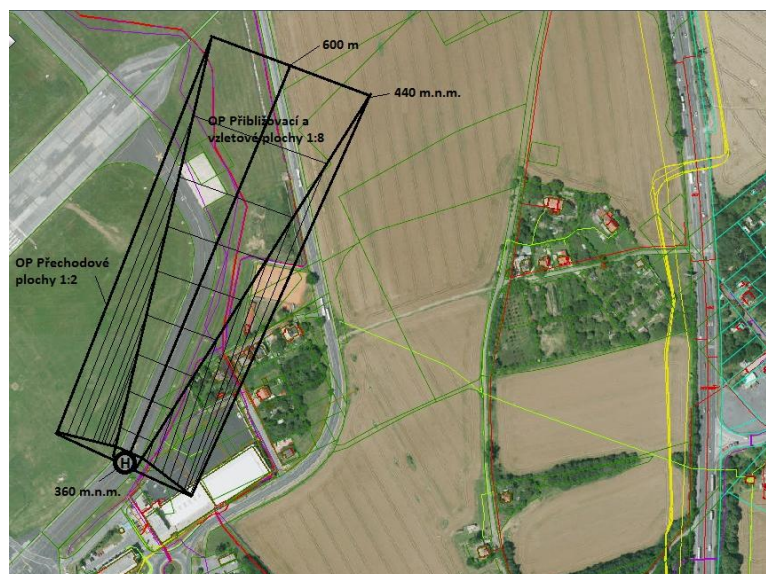 600 m
440 m.n.m.
OP Přibližovací a
vzletové plochy 1:8
OP Přechodové
plochy 1:2
H
360 m.n.m.